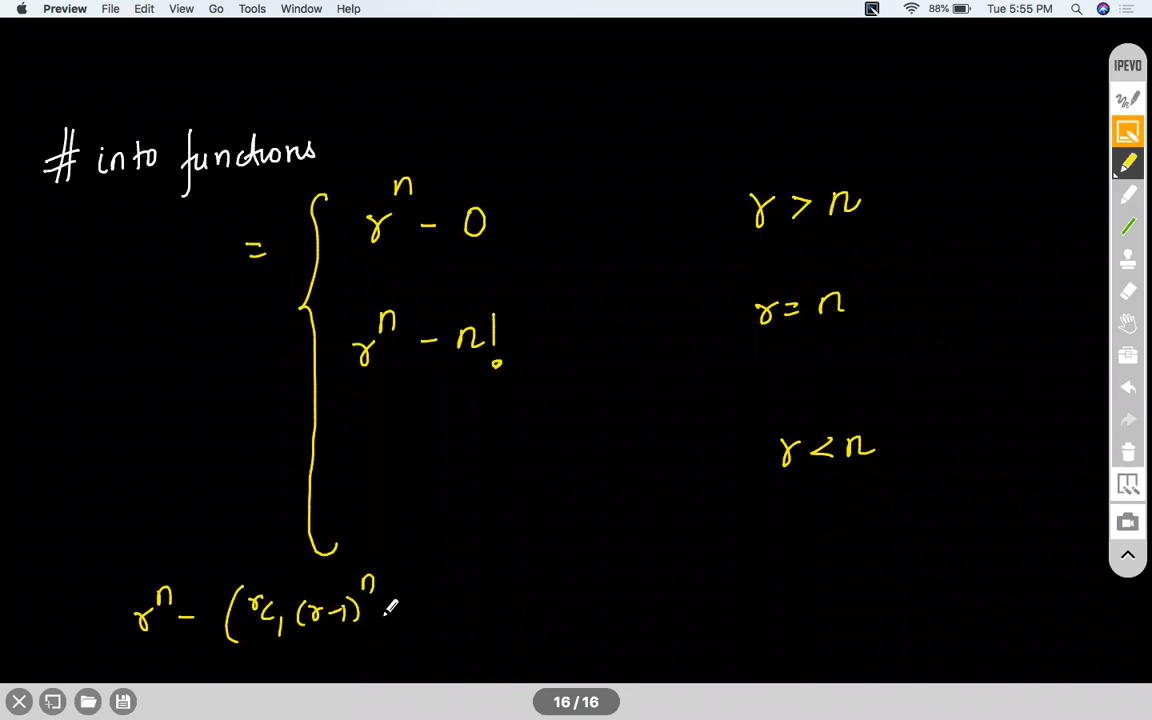 Preview File Edit View Go Tools Window Help 88% Tue 5:55 PM
IPEVO
# into functions
= { rⁿ - 0 r > n
rⁿ - n! r = n
r < n
rⁿ - (ʳC₁ (r-1)ⁿ
16/16